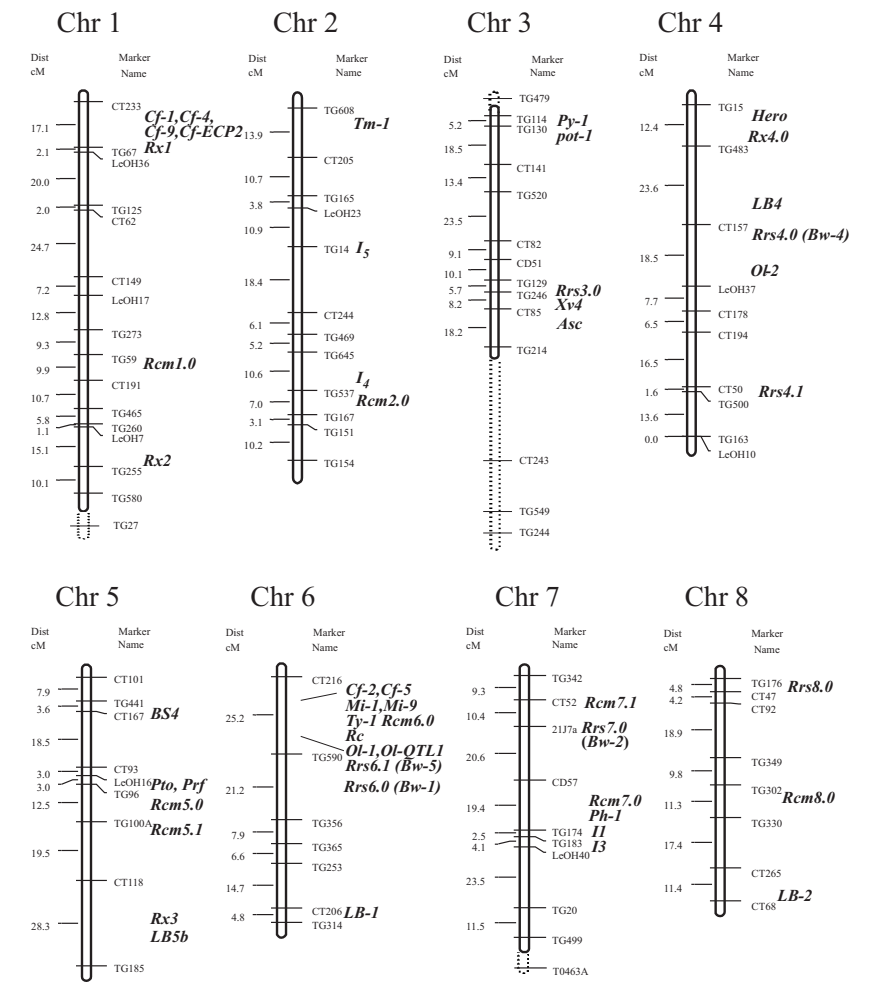 Chr 1
Dist cM
Marker Name
CT233
Cf-1,Cf-4,
Cf-9,Cf-ECP2
17.1
2.1
TG67
Rx1
LeOH36
20.0
2.0
TG125
CT62
24.7
CT149
7.2
LeOH17
12.8
TG273
9.3
TG59
Rcm1.0
9.9
CT191
10.7
TG465
5.8
1.1
TG260
LeOH7
15.1
Rx2
TG255
10.1
TG580
TG27
Chr 2
Dist cM
Marker Name
TG608
Tm-1
13.9
CT205
10.7
TG165
3.8
LeOH23
10.9
TG14
I5
18.4
CT244
6.1
TG469
5.2
TG645
10.6
I4
TG537
Rcm2.0
7.0
TG167
3.1
TG151
10.2
TG154
Chr 3
Dist cM
Marker Name
TG479
TG114
Py-1
5.2
TG130
pot-1
18.5
CT141
13.4
TG520
23.5
CT82
9.1
CD51
10.1
TG129
5.7
TG246
Rrs3.0
8.2
Xv4
CT85
Asc
18.2
TG214
CT243
TG549
TG244
Chr 4
Dist cM
Marker Name
TG15
Hero
12.4
Rx4.0
TG483
23.6
LB4
CT157
Rrs4.0 (Bw-4)
18.5
Ol-2
LeOH37
7.7
CT178
6.5
CT194
16.5
CT50
1.6
Rrs4.1
TG500
13.6
0.0
TG163
LeOH10
Chr 5
Dist cM
Marker Name
CT101
7.9
TG441
3.6
CT167
BS4
18.5
CT93
3.0
LeOH16
Pto, Prf
3.0
TG96
12.5
Rcm5.0
TG100A
Rcm5.1
19.5
CT118
28.3
Rx3
LB5b
TG185
Chr 6
Dist cM
Marker Name
CT216
Cf-2,Cf-5
Mi-1,Mi-9
25.2
Ty-1 Rcm6.0
Rc
Ol-1,Ol-QTL1
TG590
Rrs6.1 (Bw-5)
21.2
Rrs6.0 (Bw-1)
TG356
7.9
TG365
6.6
TG253
14.7
CT206
LB-1
4.8
TG314
Chr 7
Dist cM
Marker Name
TG342
9.3
CT52
Rcm7.1
10.4
21J7a
Rrs7.0
(Bw-2)
20.6
CD57
19.4
Rcm7.0
Ph-1
2.5
TG174
I1
4.1
TG183
I3
LeOH40
23.5
TG20
11.5
TG499
T0463A
Chr 8
Dist cM
Marker Name
TG176
Rrs8.0
4.8
CT47
4.2
CT92
18.9
TG349
9.8
TG302
Rcm8.0
11.3
TG330
17.4
CT265
11.4
LB-2
CT68